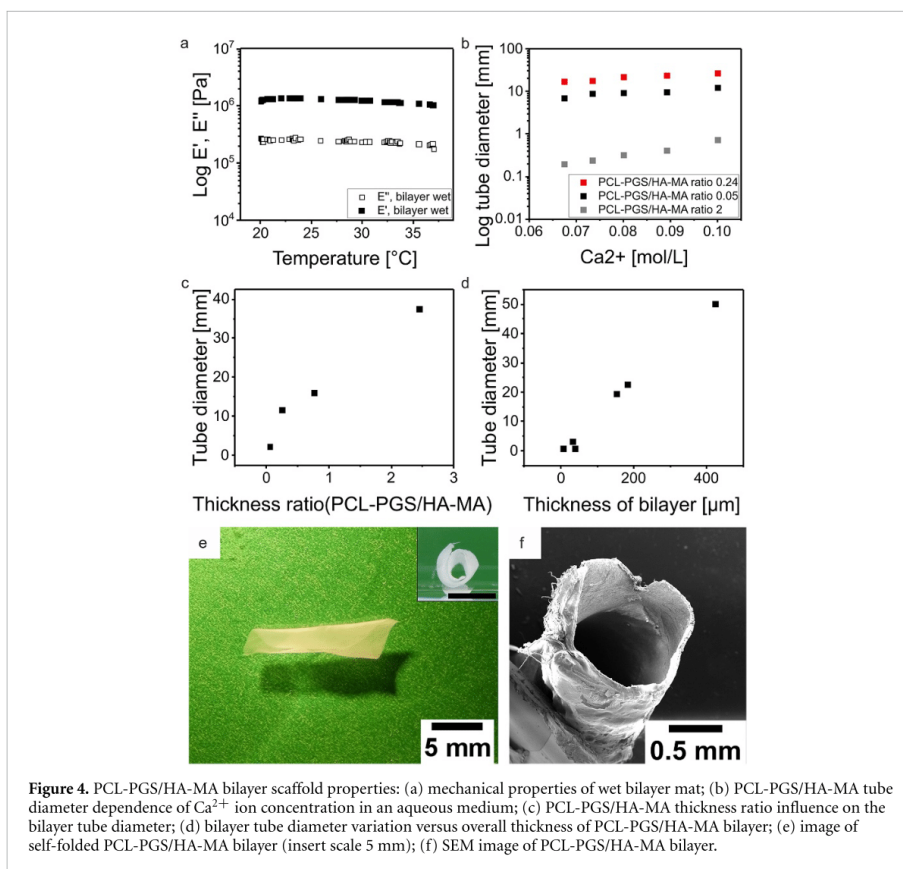 a
Log E', E'' [Pa]
10⁷
10⁶
10⁵
10⁴
E'', bilayer wet
E', bilayer wet
20 25 30 35
Temperature [°C]
b
Log tube diameter [mm]
100
10
1
0.1
0.01
PCL-PGS/HA-MA ratio 0.24
PCL-PGS/HA-MA ratio 0.05
PCL-PGS/HA-MA ratio 2
0.06 0.07 0.08 0.09 0.10
Ca2+ [mol/L]
c
Tube diameter [mm]
40
30
20
10
0
0 1 2 3
Thickness ratio(PCL-PGS/HA-MA)
d
Tube diameter [mm]
50
40
30
20
10
0
0 200 400
Thickness of bilayer [µm]
e
5 mm
f
0.5 mm
Figure 4. PCL-PGS/HA-MA bilayer scaffold properties: (a) mechanical properties of wet bilayer mat; (b) PCL-PGS/HA-MA tube
diameter dependence of Ca²⁺ ion concentration in an aqueous medium; (c) PCL-PGS/HA-MA thickness ratio influence on the
bilayer tube diameter; (d) bilayer tube diameter variation versus overall thickness of PCL-PGS/HA-MA bilayer; (e) image of
self-folded PCL-PGS/HA-MA bilayer (insert scale 5 mm); (f) SEM image of PCL-PGS/HA-MA bilayer.